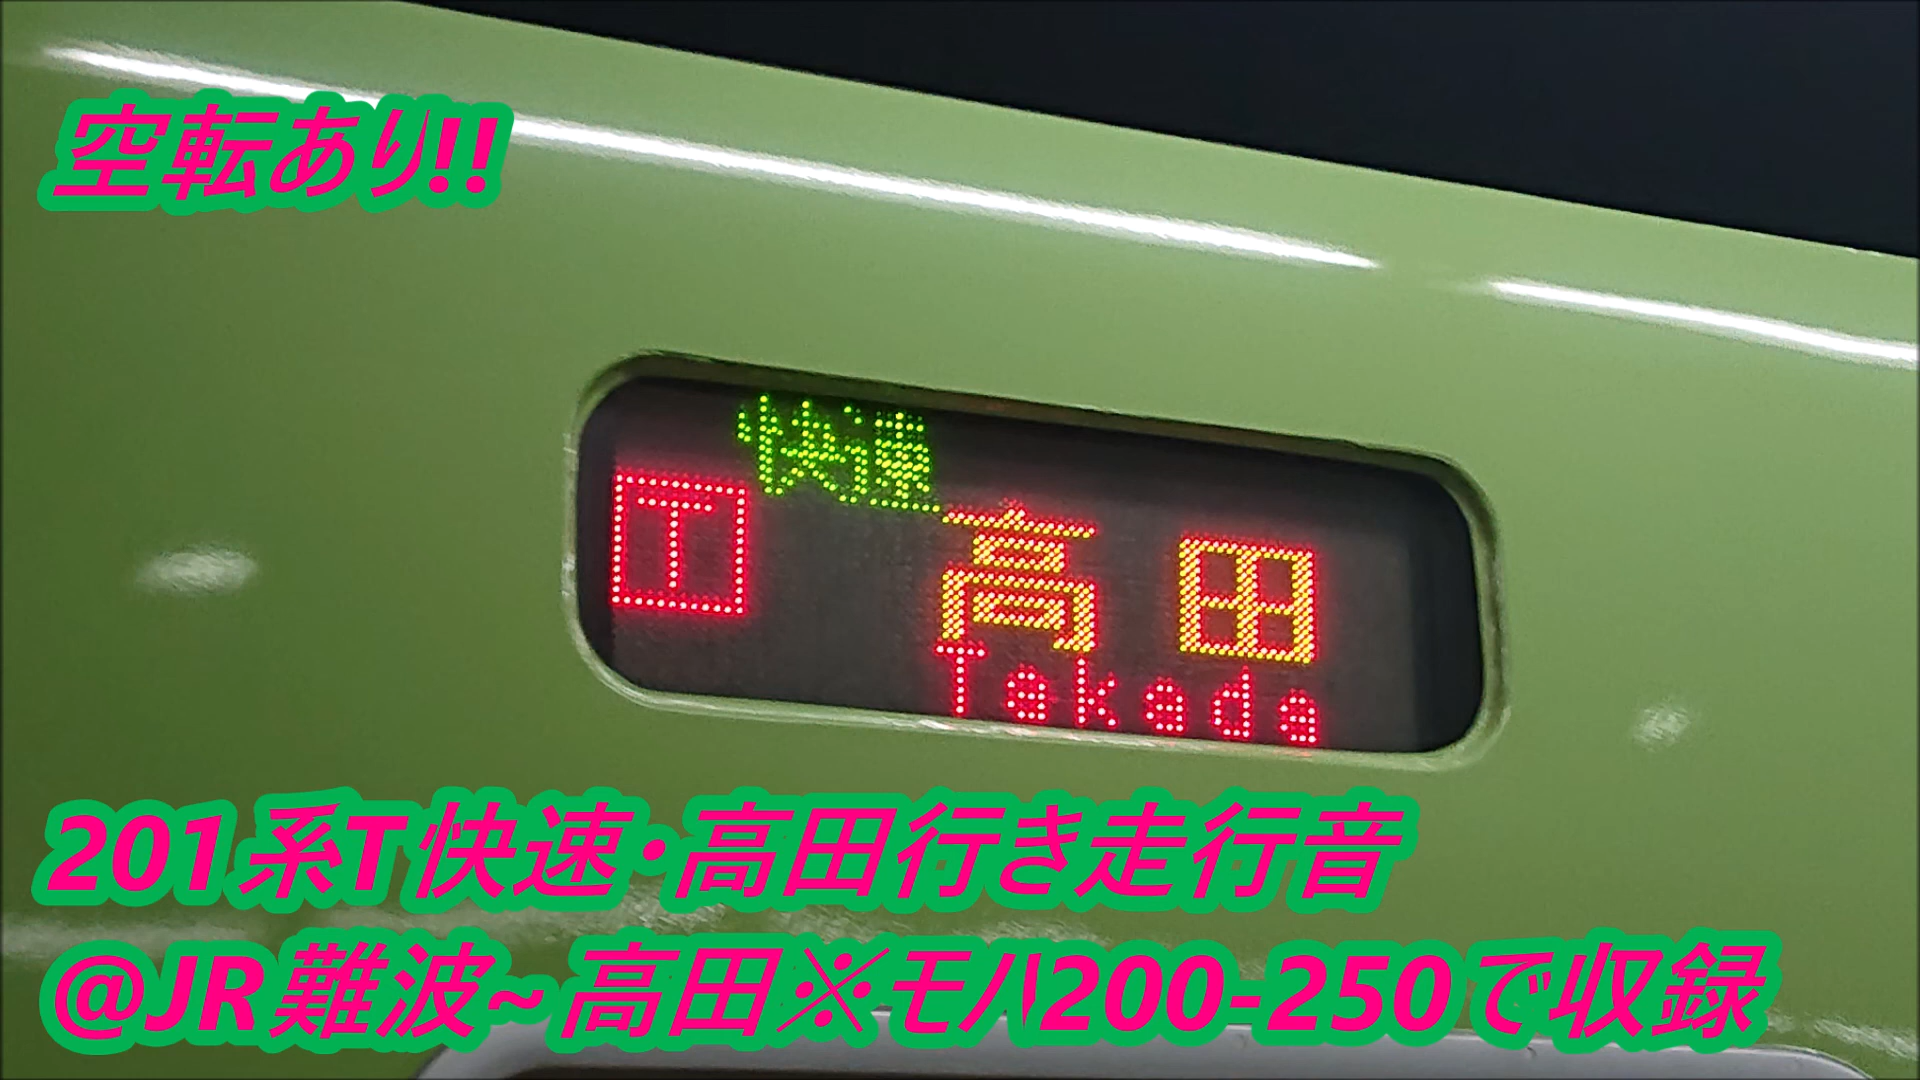 空転あり!!
快速
T
高田
Takada
201系T快速・高田行き走行音
@JR難波~高田※モハ200-250で収録